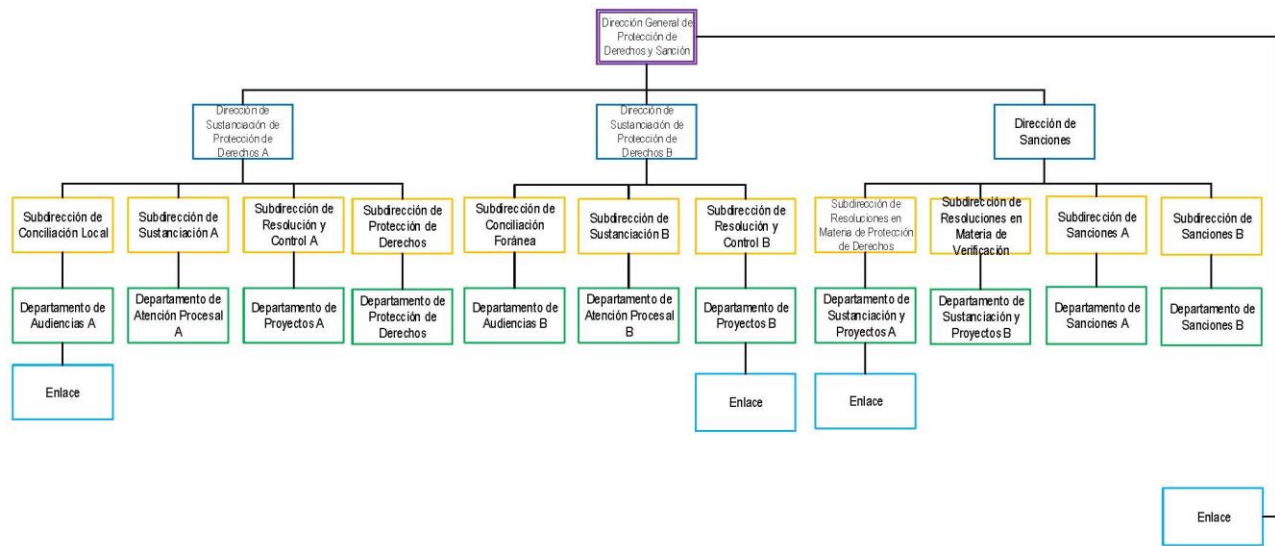 Dirección General de
Protección de
Derechos y Sanción
Dirección de
Sustanciación de
Protección de
Derechos A
Dirección de
Sustanciación de
Protección de
Derechos B
Dirección de
Sanciones
Subdirección de
Conciliación Local
Subdirección de
Sustanciación A
Subdirección de
Resolución y
Control A
Subdirección de
Protección de
Derechos
Subdirección de
Conciliación
Foránea
Subdirección de
Sustanciación B
Subdirección de
Resolución y
Control B
Subdirección de
Resoluciones en
Materia de Protección
de Derechos
Subdirección de
Resoluciones en
Materia de
Verificación
Subdirección de
Sanciones A
Subdirección de
Sanciones B
Departamento de
Audiencias A
Departamento de
Atención Procesal
A
Departamento de
Proyectos A
Departamento de
Protección de
Derechos
Departamento de
Audiencias B
Departamento de
Atención Procesal
B
Departamento de
Proyectos B
Departamento de
Sustanciación y
Proyectos A
Departamento de
Sustanciación y
Proyectos B
Departamento de
Sanciones A
Departamento de
Sanciones B
Enlace
Enlace
Enlace
Enlace